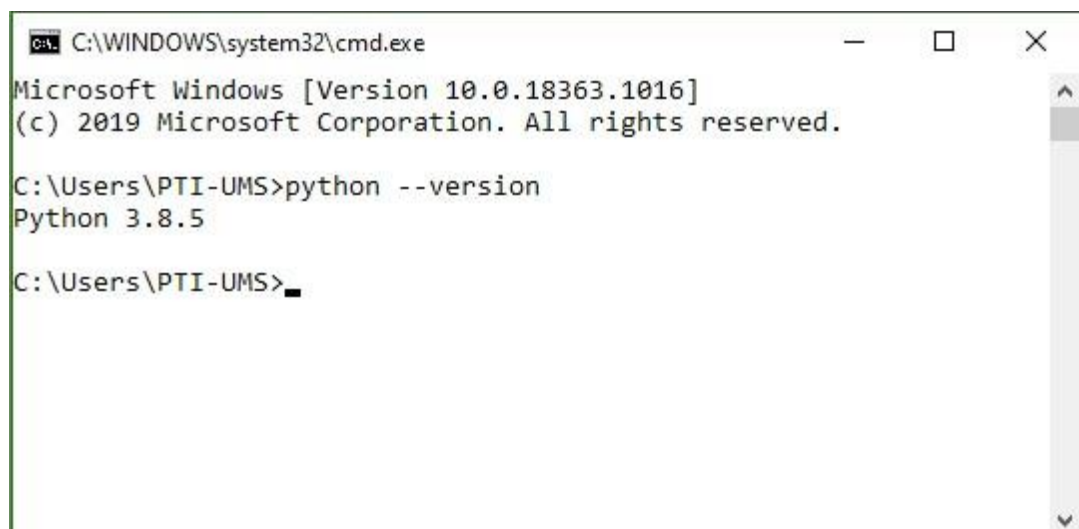 C:\WINDOWS\system32\cmd.exe
Microsoft Windows [Version 10.0.18363.1016]
(c) 2019 Microsoft Corporation. All rights reserved.
C:\Users\PTI-UMS>python --version
Python 3.8.5
C:\Users\PTI-UMS>